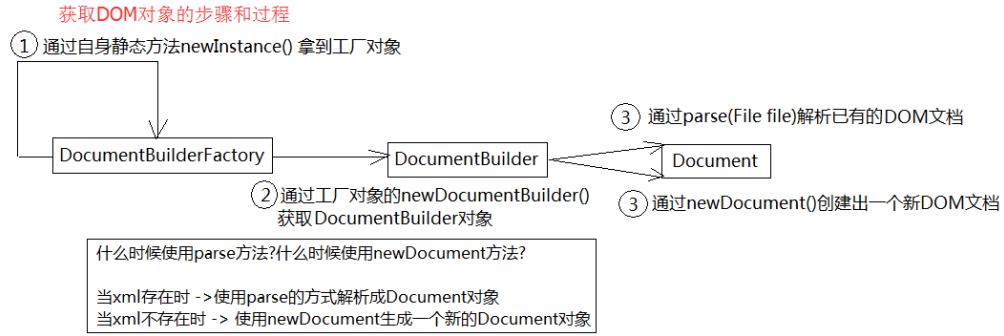 获取DOM对象的步骤和过程
1 通过自身静态方法newInstance() 拿到工厂对象
3 通过parse(File file)解析已有的DOM文档
DocumentBuilderFactory
DocumentBuilder
Document
2 通过工厂对象的newDocumentBuilder()
获取DocumentBuilder对象
3 通过newDocument()创建出一个新DOM文档
什么时候使用parse方法?什么时候使用newDocument方法?
当xml存在时 ->使用parse的方式解析成Document对象
当xml不存在时 -> 使用newDocument生成一个新的Document对象